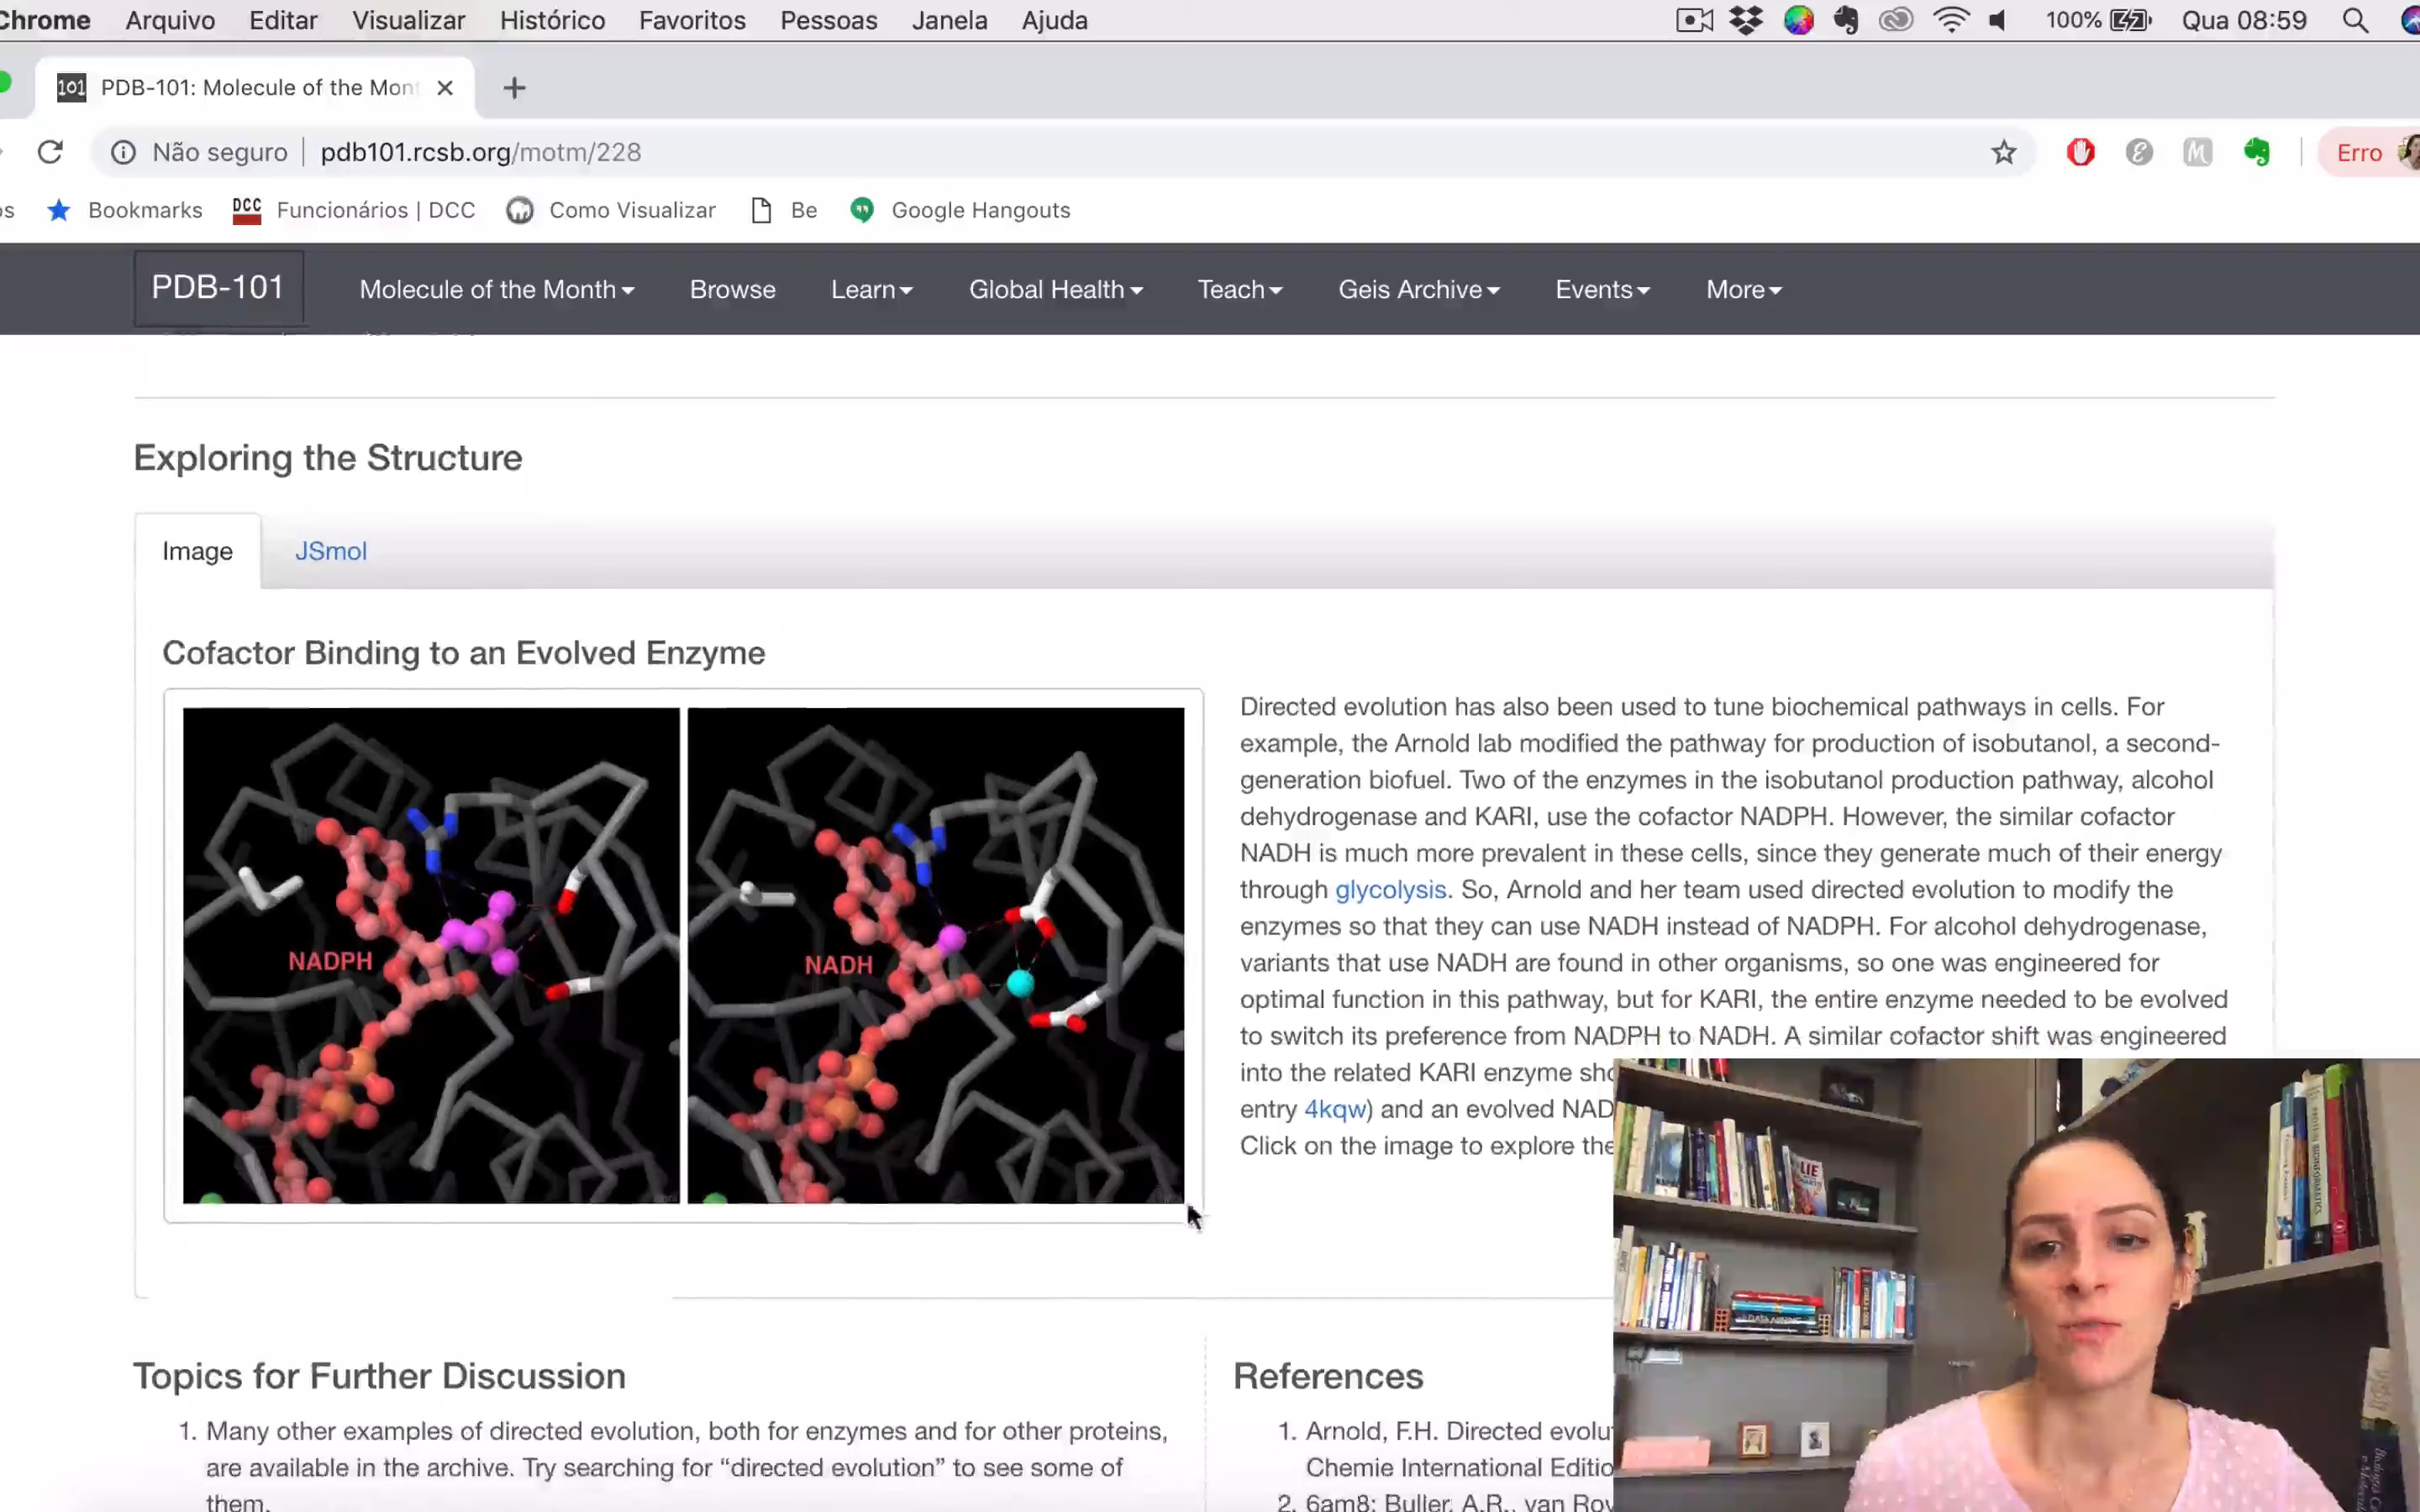 Chrome Arquivo Editar Visualizar Histórico Favoritos Pessoas Janela Ajuda 100% Qua 08:59
101 PDB-101: Molecule of the Mon
Não seguro pdb101.rcsb.org/motm/228 Erro
os Bookmarks DCC Funcionários | DCC Como Visualizar Be Google Hangouts
PDB-101 Molecule of the Month Browse Learn Global Health Teach Geis Archive Events More
Exploring the Structure
Image JSmol
Cofactor Binding to an Evolved Enzyme
NADPH
NADH
Directed evolution has also been used to tune biochemical pathways in cells. For
example, the Arnold lab modified the pathway for production of isobutanol, a second-
generation biofuel. Two of the enzymes in the isobutanol production pathway, alcohol
dehydrogenase and KARI, use the cofactor NADPH. However, the similar cofactor
NADH is much more prevalent in these cells, since they generate much of their energy
through glycolysis. So, Arnold and her team used directed evolution to modify the
enzymes so that they can use NADH instead of NADPH. For alcohol dehydrogenase,
variants that use NADH are found in other organisms, so one was engineered for
optimal function in this pathway, but for KARI, the entire enzyme needed to be evolved
to switch its preference from NADPH to NADH. A similar cofactor shift was engineered
into the related KARI enzyme sho
entry 4kqw) and an evolved NAD
Click on the image to explore the
Topics for Further Discussion
1. Many other examples of directed evolution, both for enzymes and for other proteins,
are available in the archive. Try searching for “directed evolution” to see some of
them.
References
1. Arnold, F.H. Directed evolu
Chemie International Editio
2. 6am8: Buller, A.R., van Rov
LIE